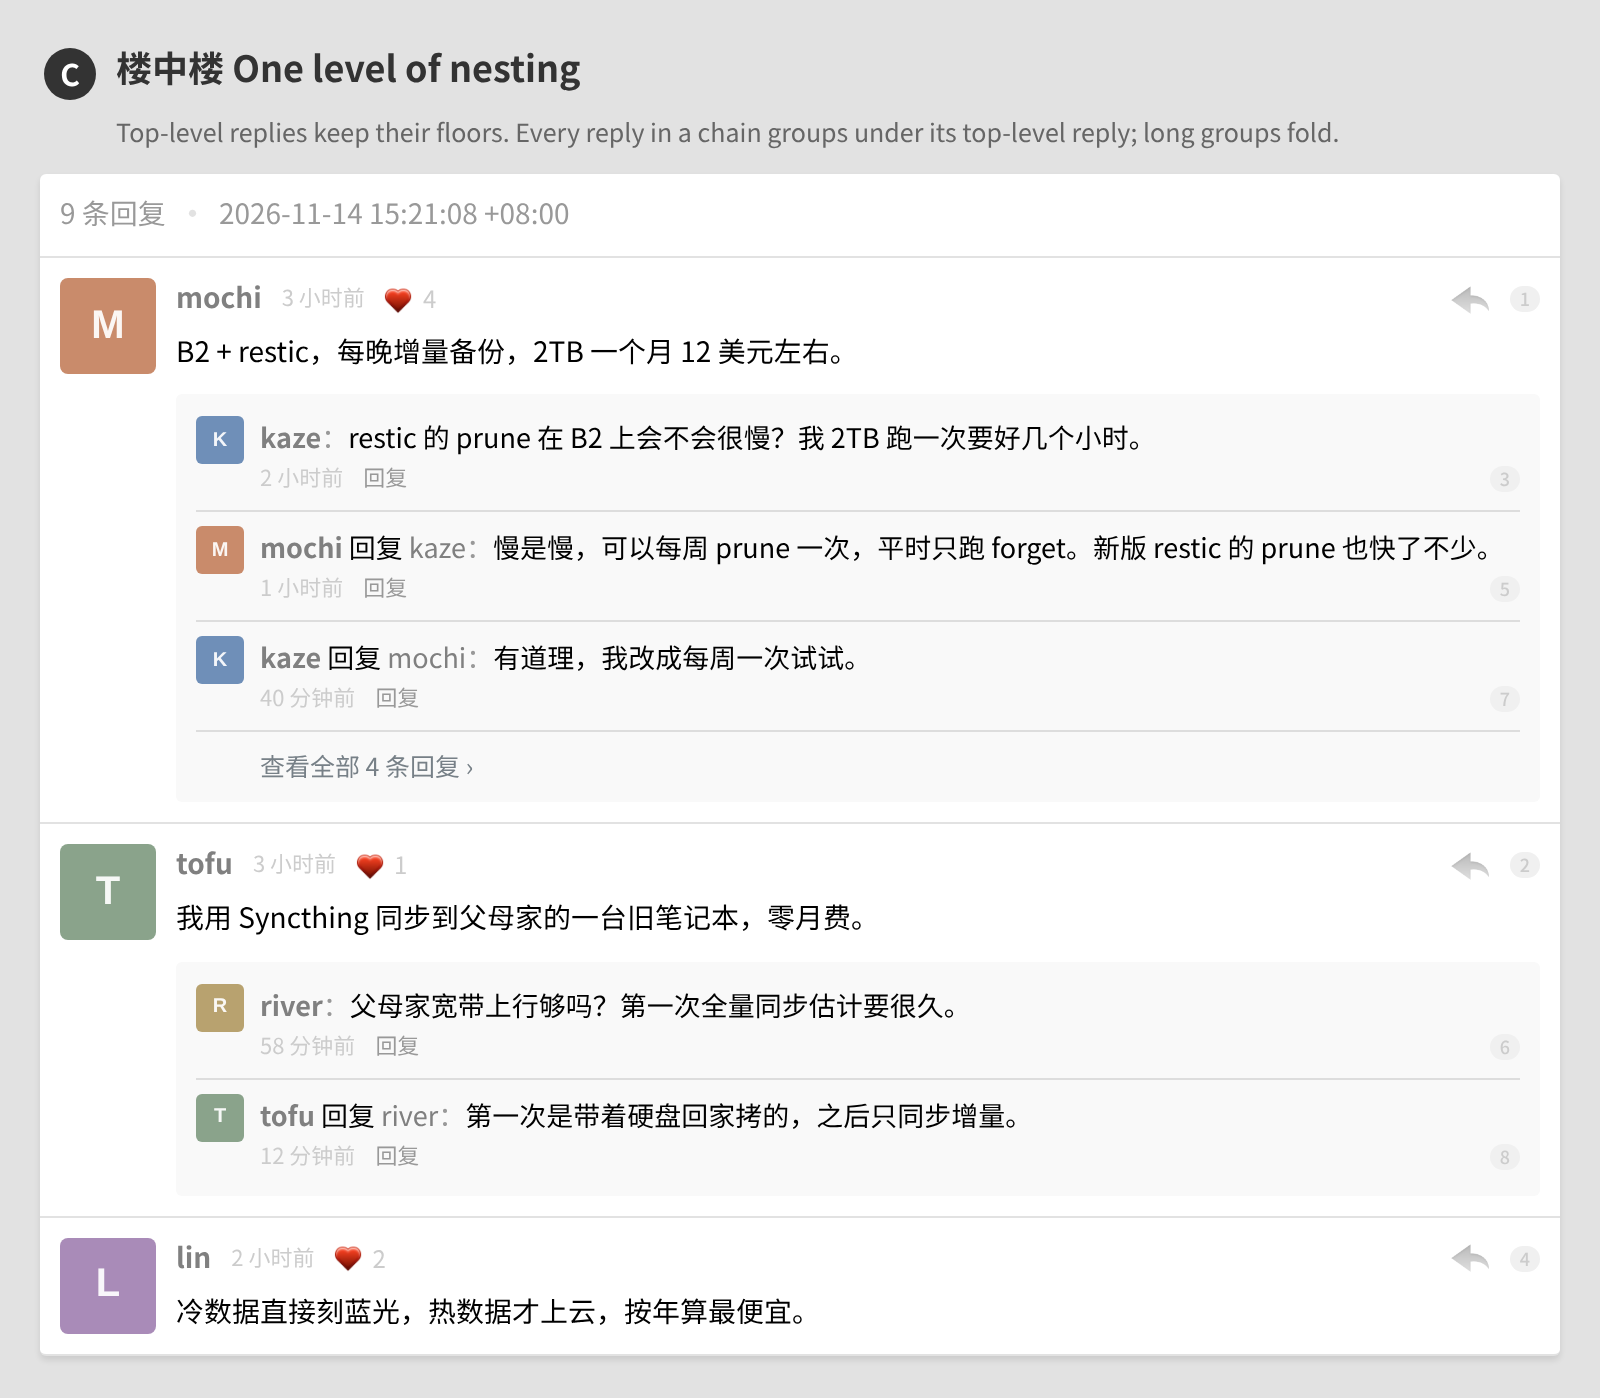 C 楼中楼 One level of nesting
Top-level replies keep their floors. Every reply in a chain groups under its top-level reply; long groups fold.
9 条回复 • 2026-11-14 15:21:08 +08:00
M
mochi 3 小时前 4
1
B2 + restic，每晚增量备份，2TB 一个月 12 美元左右。
K
kaze：restic 的 prune 在 B2 上会不会很慢？我 2TB 跑一次要好几个小时。
2 小时前 回复
3
M
mochi 回复 kaze：慢是慢，可以每周 prune 一次，平时只跑 forget。新版 restic 的 prune 也快了不少。
1 小时前 回复
5
K
kaze 回复 mochi：有道理，我改成每周一次试试。
40 分钟前 回复
7
查看全部 4 条回复 ›
T
tofu 3 小时前 1
2
我用 Syncthing 同步到父母家的一台旧笔记本，零月费。
R
river：父母家宽带上行够吗？第一次全量同步估计要很久。
58 分钟前 回复
6
T
tofu 回复 river：第一次是带着硬盘回家拷的，之后只同步增量。
12 分钟前 回复
8
L
lin 2 小时前 2
4
冷数据直接刻蓝光，热数据才上云，按年算最便宜。